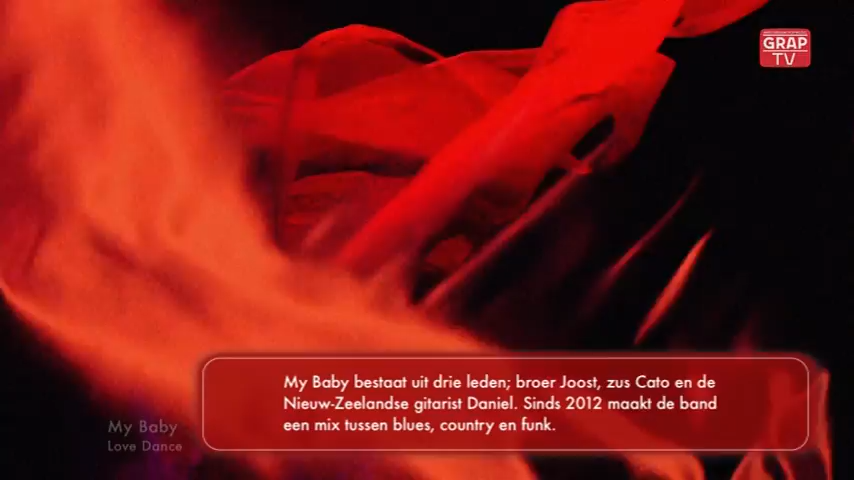 GRAP
TV
My Baby bestaat uit drie leden; broer Joost, zus Cato en de
Nieuw-Zeelandse gitarist Daniel. Sinds 2012 maakt de band
een mix tussen blues, country en funk.
My Baby
Love Dance